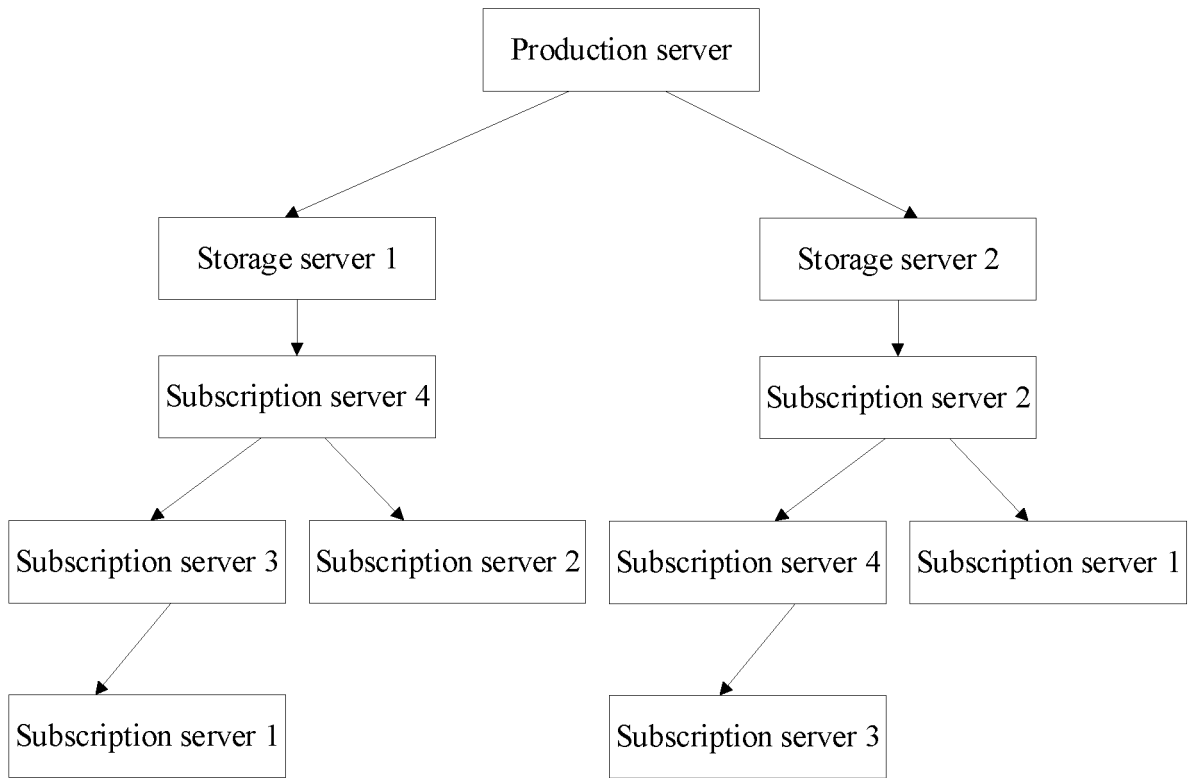 Production server
Storage server 1
Storage server 2
Subscription server 4
Subscription server 2
Subscription server 3
Subscription server 2
Subscription server 4
Subscription server 1
Subscription server 1
Subscription server 3